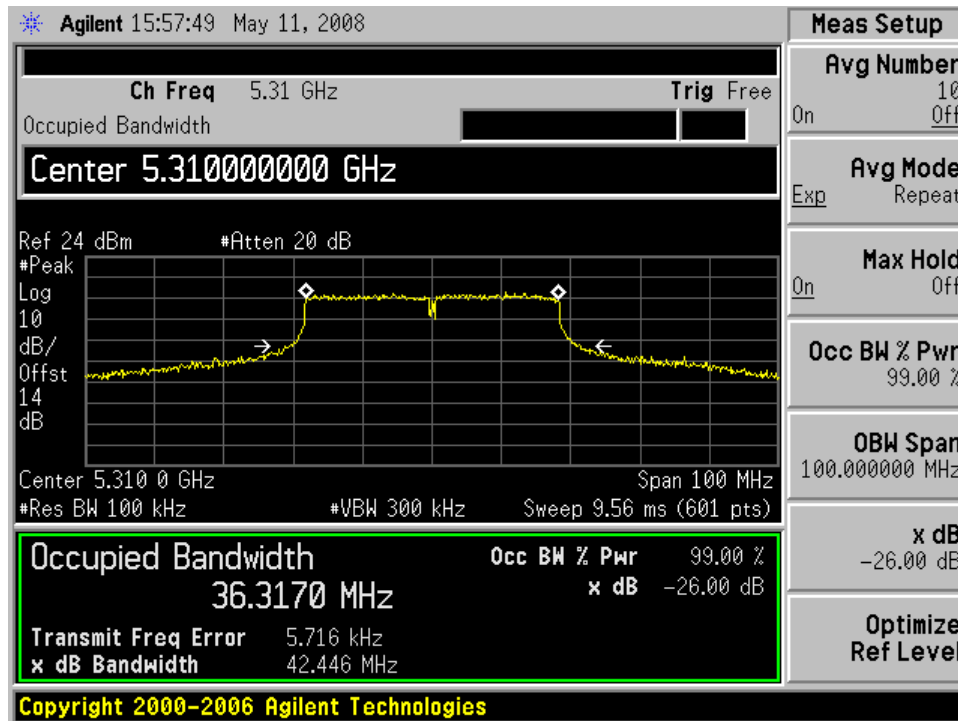 Agilent 15:57:49 May 11, 2008
Meas Setup
Ch Freq 5.31 GHz Trig Free
Occupied Bandwidth
Center 5.310000000 GHz
Ref 24 dBm #Atten 20 dB
#Peak
Log
10
dB/
Offst
14
dB
Center 5.310 0 GHz Span 100 MHz
#Res BW 100 kHz #VBW 300 kHz Sweep 9.56 ms (601 pts)
Occupied Bandwidth
36.3170 MHz
Occ BW % Pwr 99.00 %
x dB -26.00 dB
Transmit Freq Error 5.716 kHz
x dB Bandwidth 42.446 MHz
Avg Number
10
On Off
Avg Mode
Exp Repeat
Max Hold
On Off
Occ BW % Pwr
99.00 %
OBW Span
100.000000 MHz
x dB
-26.00 dB
Optimize
Ref Level
Copyright 2000-2006 Agilent Technologies